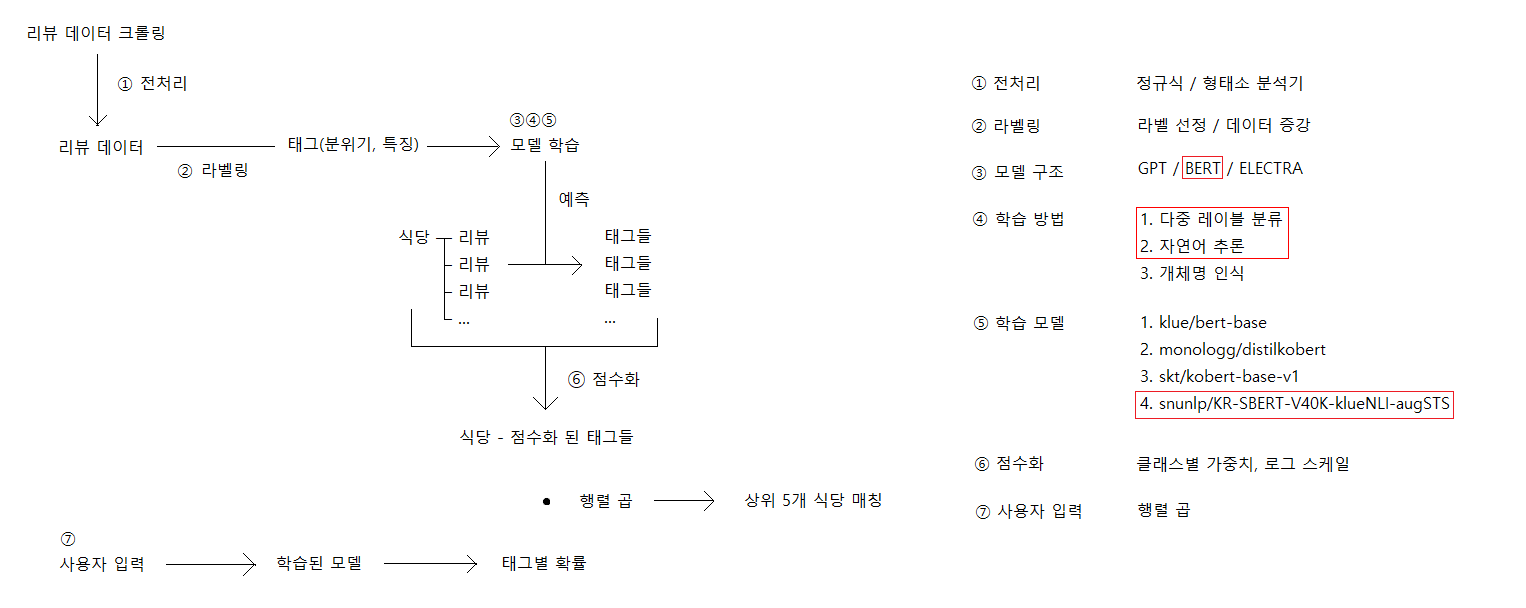 리뷰 데이터 크롤링
① 전처리
리뷰 데이터
② 라벨링
태그(분위기, 특징)
③④⑤
모델 학습
예측
식당
리뷰
리뷰
리뷰
...
태그들
태그들
태그들
...
⑥ 점수화
식당 - 점수화 된 태그들
• 행렬 곱
상위 5개 식당 매칭
⑦
사용자 입력
학습된 모델
태그별 확률
① 전처리 정규식 / 형태소 분석기
② 라벨링 라벨 선정 / 데이터 증강
③ 모델 구조 GPT / BERT / ELECTRA
④ 학습 방법 1. 다중 레이블 분류
2. 자연어 추론
3. 개체명 인식
⑤ 학습 모델 1. klue/bert-base
2. monologg/distilkobert
3. skt/kobert-base-v1
4. snunlp/KR-SBERT-V40K-klueNLI-augSTS
⑥ 점수화 클래스별 가중치, 로그 스케일
⑦ 사용자 입력 행렬 곱